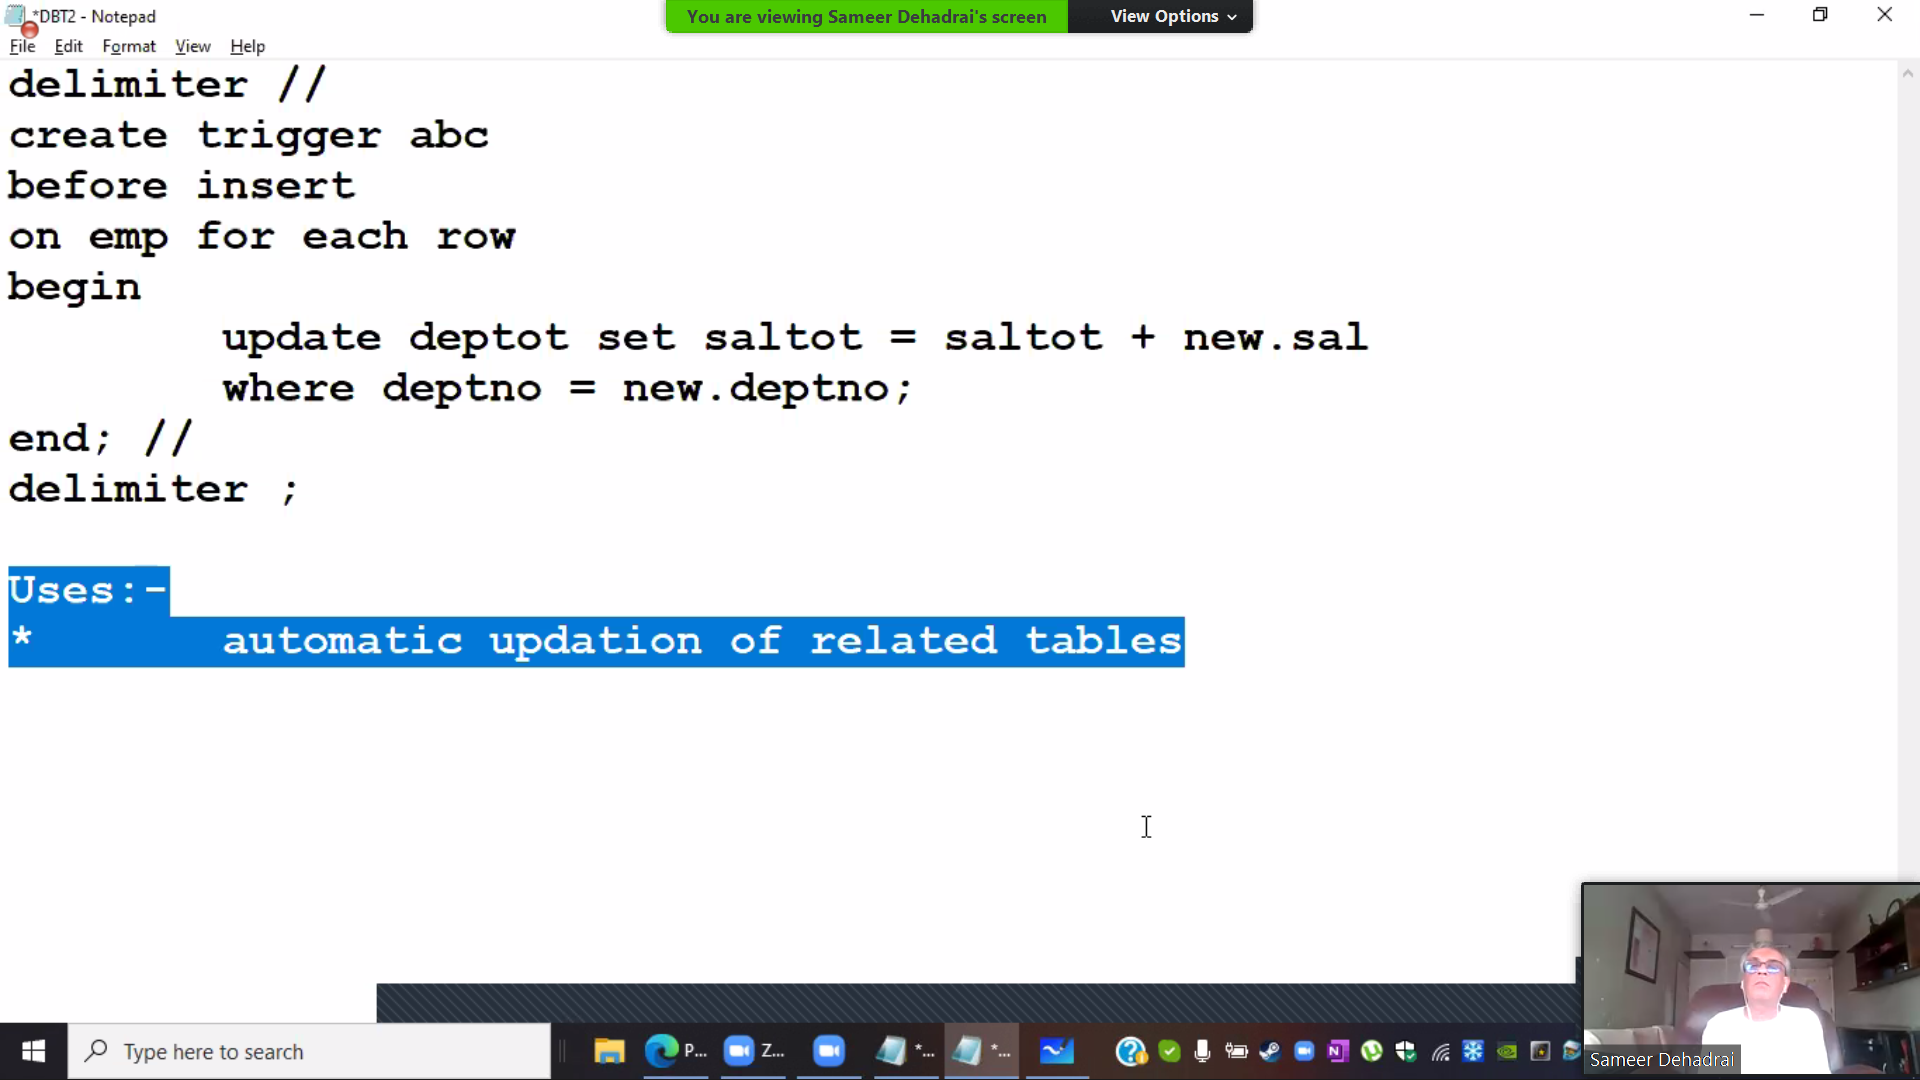 *DBT2 - Notepad
You are viewing Sameer Dehadrai's screen
View Options
File Edit Format View Help
delimiter //
create trigger abc
before insert
on emp for each row
begin
update deptot set saltot = saltot + new.sal
where deptno = new.deptno;
end; //
delimiter ;
Uses:-
* automatic updation of related tables
Type here to search
P...
Z...
*...
*...
Sameer Dehadrai